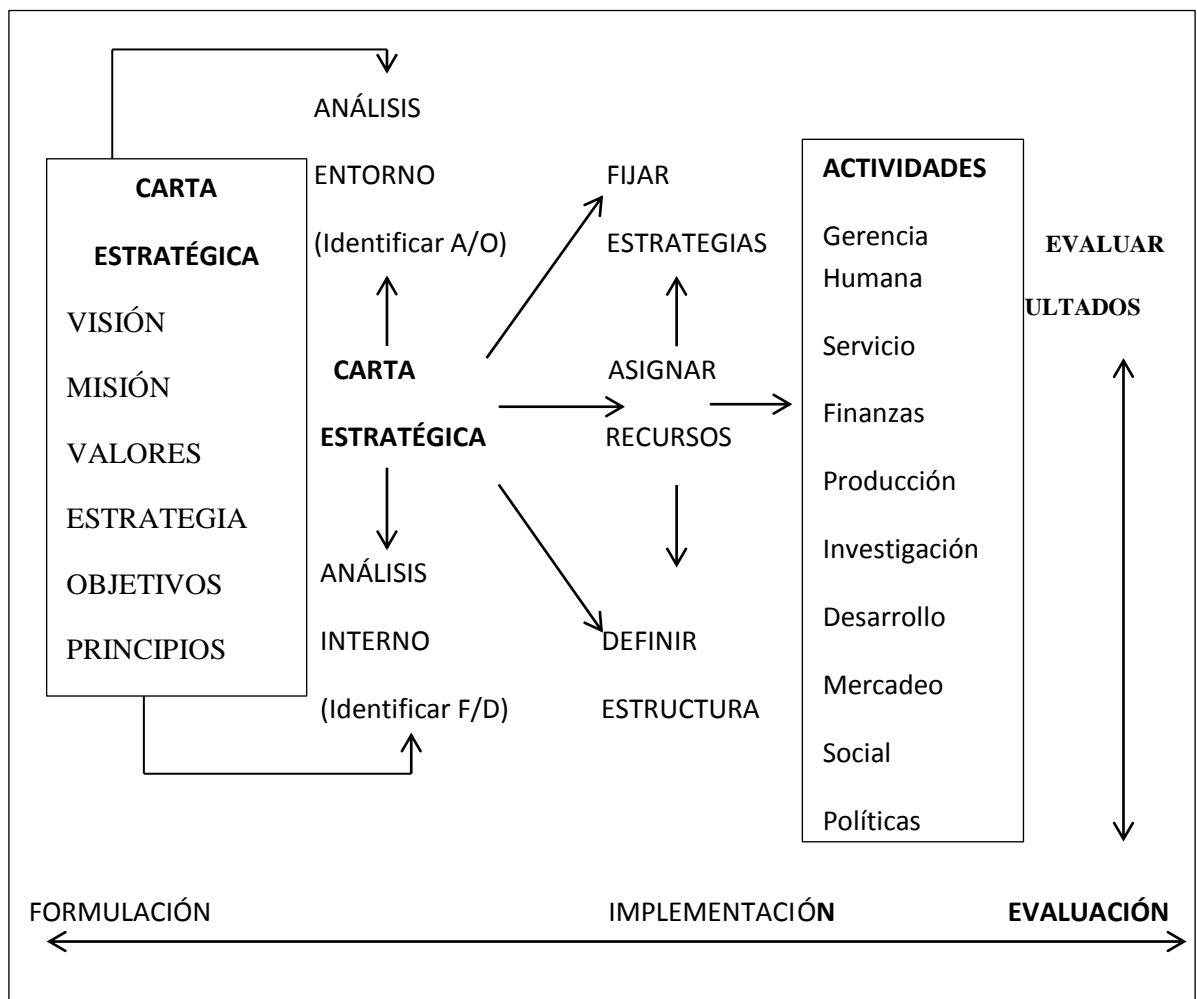 CARTA
ESTRATÉGICA
VISIÓN
MISIÓN
VALORES
ESTRATEGIA
OBJETIVOS
PRINCIPIOS
ANÁLISIS
ENTORNO
(Identificar A/O)
CARTA
ESTRATÉGICA
ANÁLISIS
INTERNO
(Identificar F/D)
FIJAR
ESTRATEGIAS
ASIGNAR
RECURSOS
DEFINIR
ESTRUCTURA
ACTIVIDADES
Gerencia
Humana
Servicio
Finanzas
Producción
Investigación
Desarrollo
Mercadeo
Social
Políticas
EVALUAR
ULTADOS
FORMULACIÓN
IMPLEMENTACIÓN
EVALUACIÓN